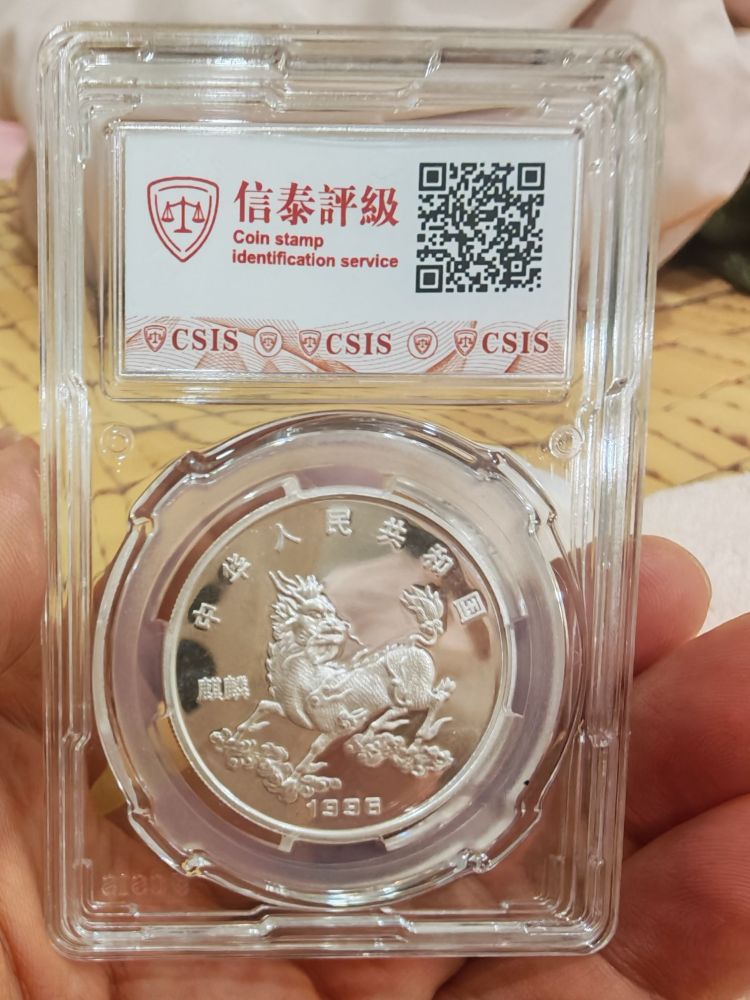 信泰評級
Coin stamp
identification service
CSIS CSIS CSIS
中华人民共和国
麒麟
1996